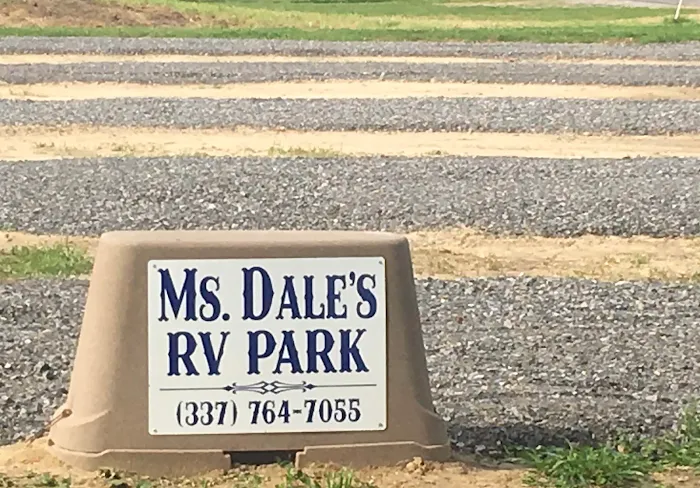 Ms. Dale's
RV Park
(337) 764-7055